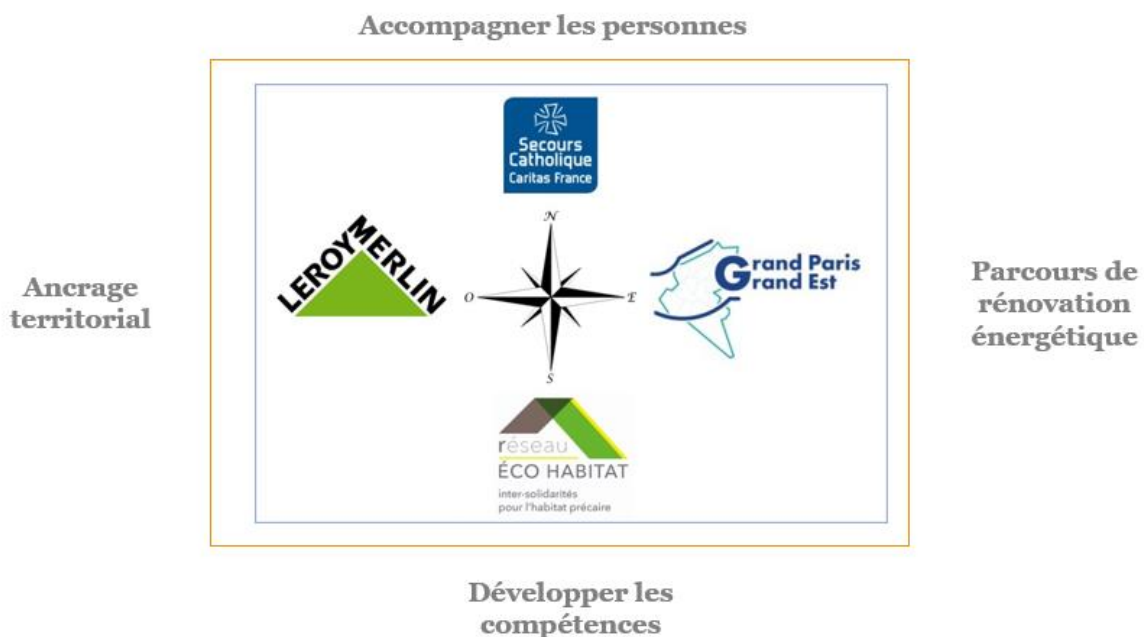 Accompagner les personnes
Secours
Catholique
Caritas France
N
LEROY MERLIN
Grand Paris
Grand Est
Ancrage
territorial
O
E
Parcours de
rénovation
énergétique
S
réseau
ÉCO HABITAT
inter-solidarités
pour l'habitat précaire
Développer les
compétences